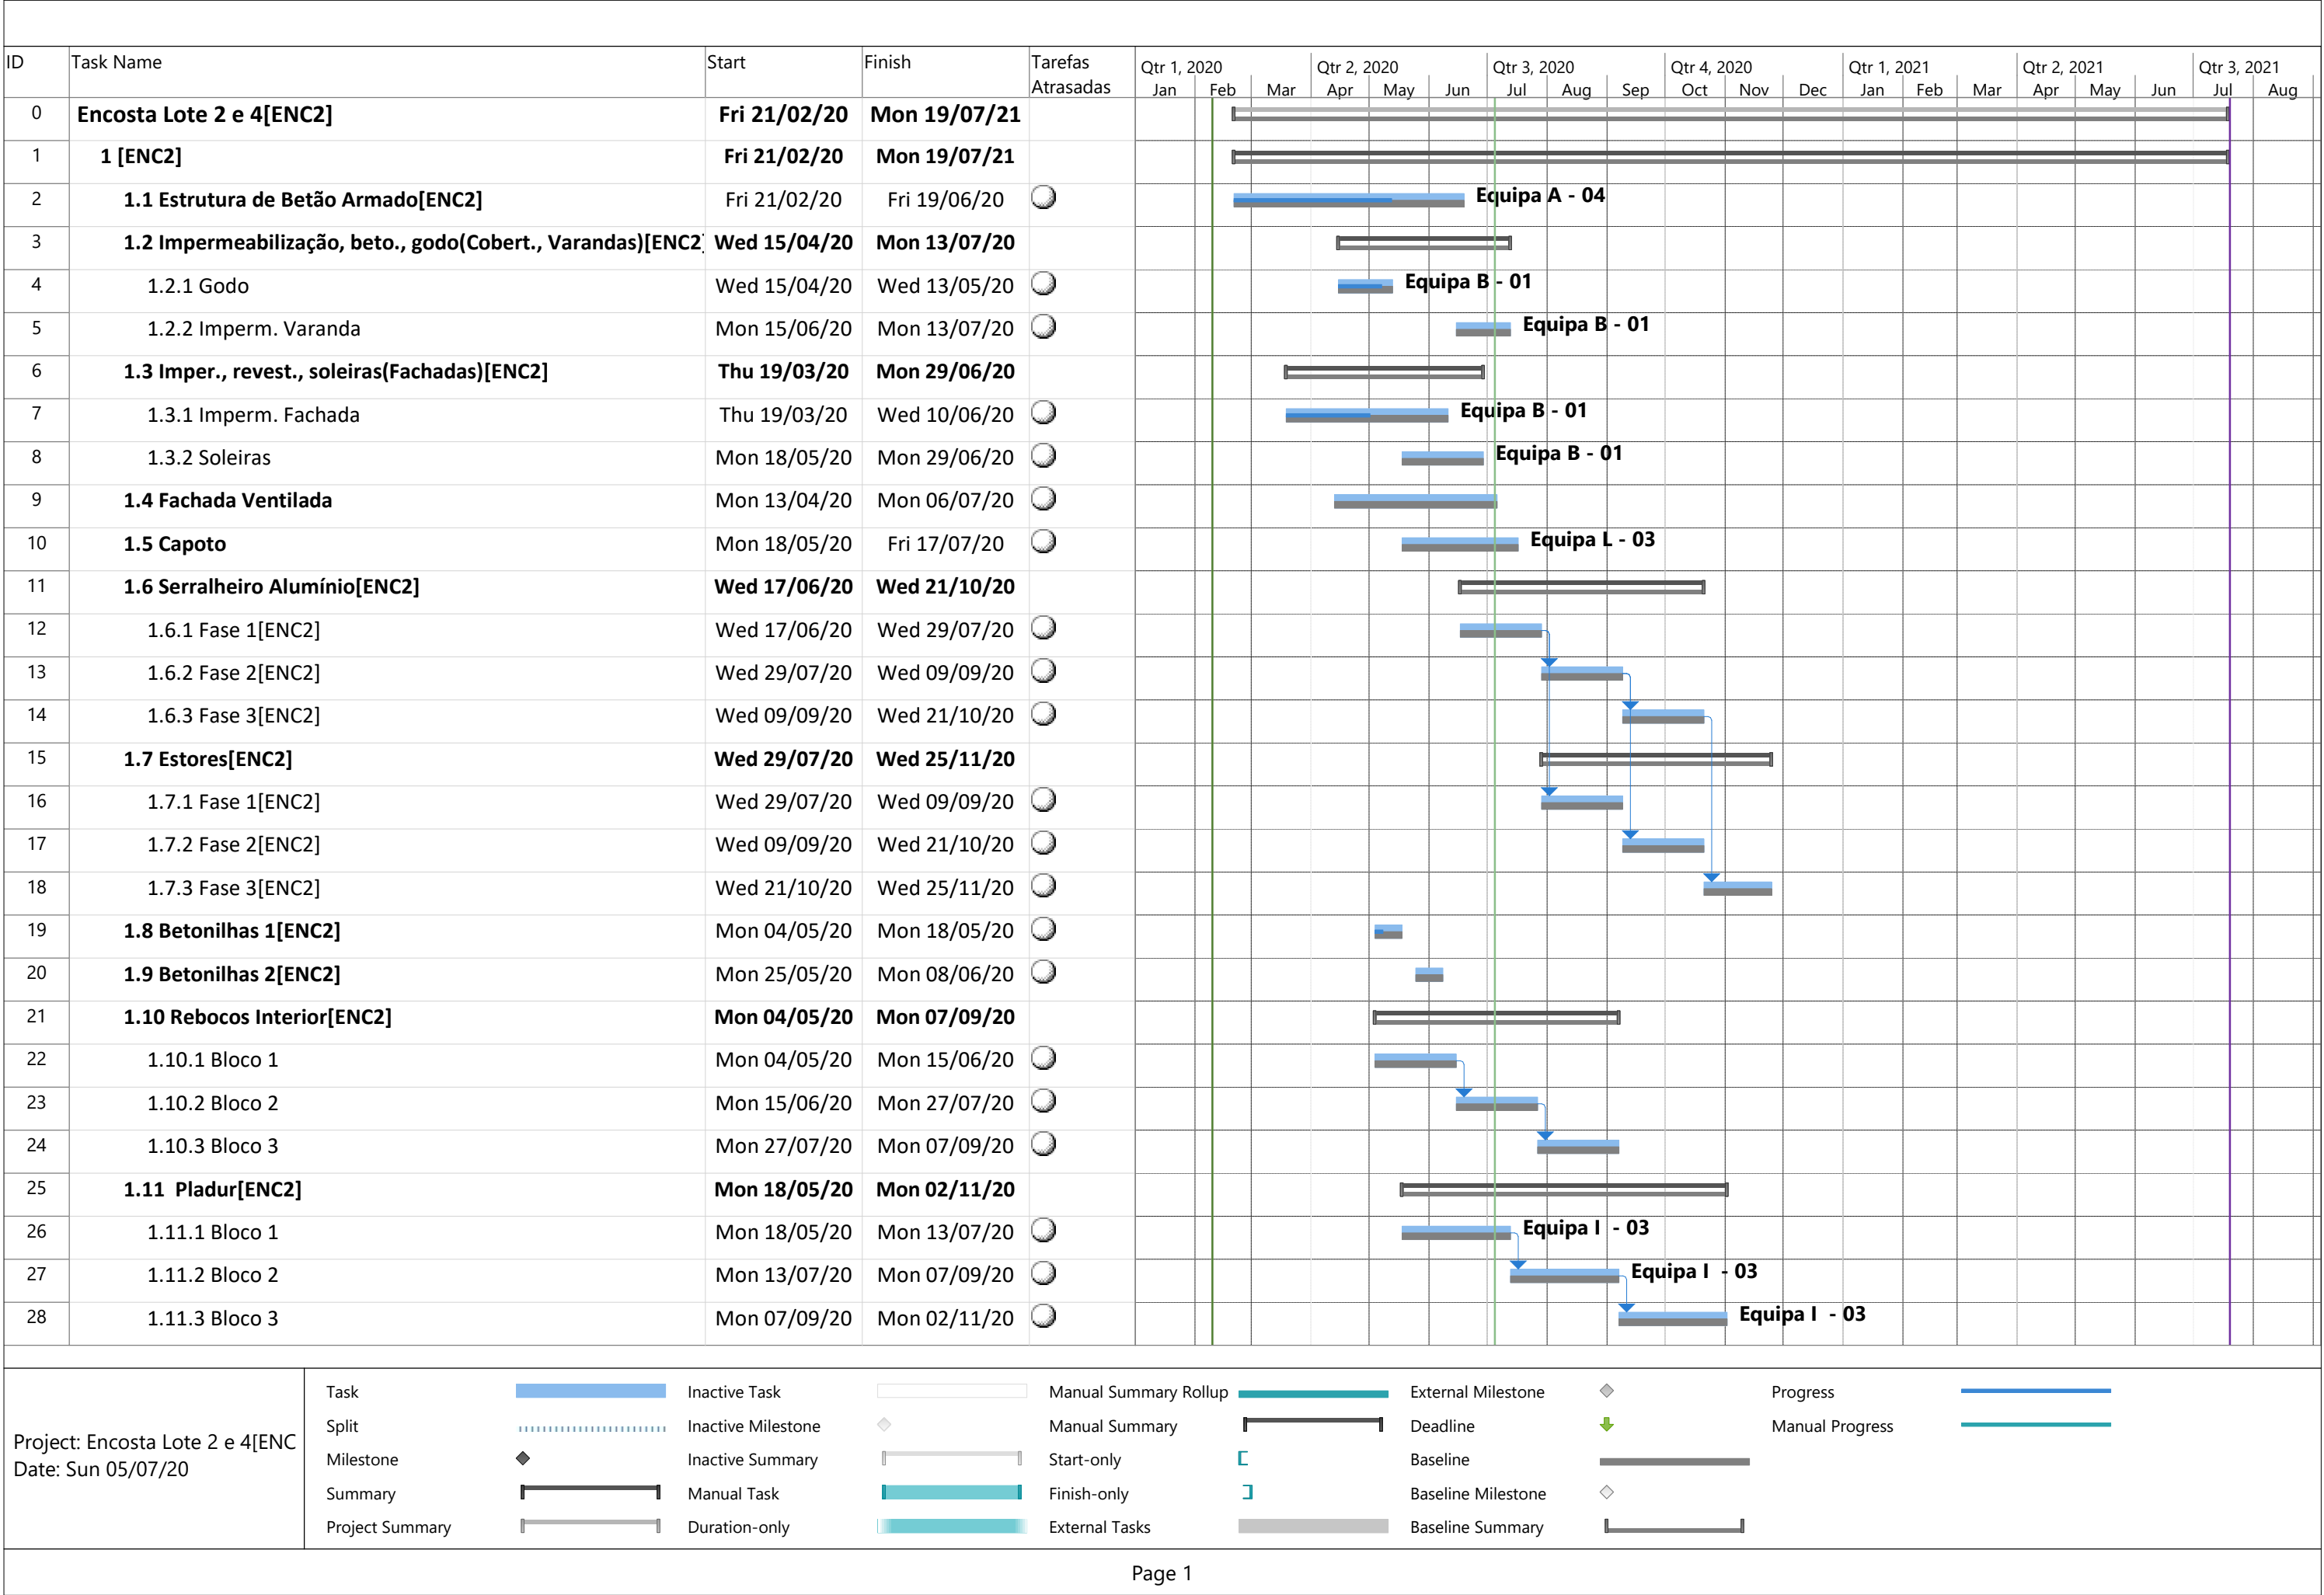 ID Task Name Start Finish Tarefas Atrasadas
Qtr 1, 2020 Qtr 2, 2020 Qtr 3, 2020 Qtr 4, 2020 Qtr 1, 2021 Qtr 2, 2021 Qtr 3, 2021
Jan Feb Mar Apr May Jun Jul Aug Sep Oct Nov Dec Jan Feb Mar Apr May Jun Jul Aug
0 Encosta Lote 2 e 4[ENC2] Fri 21/02/20 Mon 19/07/21
1 1 [ENC2] Fri 21/02/20 Mon 19/07/21
2 1.1 Estrutura de Betão Armado[ENC2] Fri 21/02/20 Fri 19/06/20 Equipa A - 04
3 1.2 Impermeabilização, beto., godo(Cobert., Varandas)[ENC2] Wed 15/04/20 Mon 13/07/20
4 1.2.1 Godo Wed 15/04/20 Wed 13/05/20 Equipa B - 01
5 1.2.2 Imperm. Varanda Mon 15/06/20 Mon 13/07/20 Equipa B - 01
6 1.3 Imper., revest., soleiras(Fachadas)[ENC2] Thu 19/03/20 Mon 29/06/20
7 1.3.1 Imperm. Fachada Thu 19/03/20 Wed 10/06/20 Equipa B - 01
8 1.3.2 Soleiras Mon 18/05/20 Mon 29/06/20 Equipa B - 01
9 1.4 Fachada Ventilada Mon 13/04/20 Mon 06/07/20
10 1.5 Capoto Mon 18/05/20 Fri 17/07/20 Equipa L - 03
11 1.6 Serralheiro Alumínio[ENC2] Wed 17/06/20 Wed 21/10/20
12 1.6.1 Fase 1[ENC2] Wed 17/06/20 Wed 29/07/20
13 1.6.2 Fase 2[ENC2] Wed 29/07/20 Wed 09/09/20
14 1.6.3 Fase 3[ENC2] Wed 09/09/20 Wed 21/10/20
15 1.7 Estores[ENC2] Wed 29/07/20 Wed 25/11/20
16 1.7.1 Fase 1[ENC2] Wed 29/07/20 Wed 09/09/20
17 1.7.2 Fase 2[ENC2] Wed 09/09/20 Wed 21/10/20
18 1.7.3 Fase 3[ENC2] Wed 21/10/20 Wed 25/11/20
19 1.8 Betonilhas 1[ENC2] Mon 04/05/20 Mon 18/05/20
20 1.9 Betonilhas 2[ENC2] Mon 25/05/20 Mon 08/06/20
21 1.10 Rebocos Interior[ENC2] Mon 04/05/20 Mon 07/09/20
22 1.10.1 Bloco 1 Mon 04/05/20 Mon 15/06/20
23 1.10.2 Bloco 2 Mon 15/06/20 Mon 27/07/20
24 1.10.3 Bloco 3 Mon 27/07/20 Mon 07/09/20
25 1.11 Pladur[ENC2] Mon 18/05/20 Mon 02/11/20
26 1.11.1 Bloco 1 Mon 18/05/20 Mon 13/07/20 Equipa I - 03
27 1.11.2 Bloco 2 Mon 13/07/20 Mon 07/09/20 Equipa I - 03
28 1.11.3 Bloco 3 Mon 07/09/20 Mon 02/11/20 Equipa I - 03
Project: Encosta Lote 2 e 4[ENC
Date: Sun 05/07/20
Task Inactive Task Manual Summary Rollup External Milestone Progress
Split Inactive Milestone Manual Summary Deadline Manual Progress
Milestone Inactive Summary Start-only Baseline
Summary Manual Task Finish-only Baseline Milestone
Project Summary Duration-only External Tasks Baseline Summary
Page 1